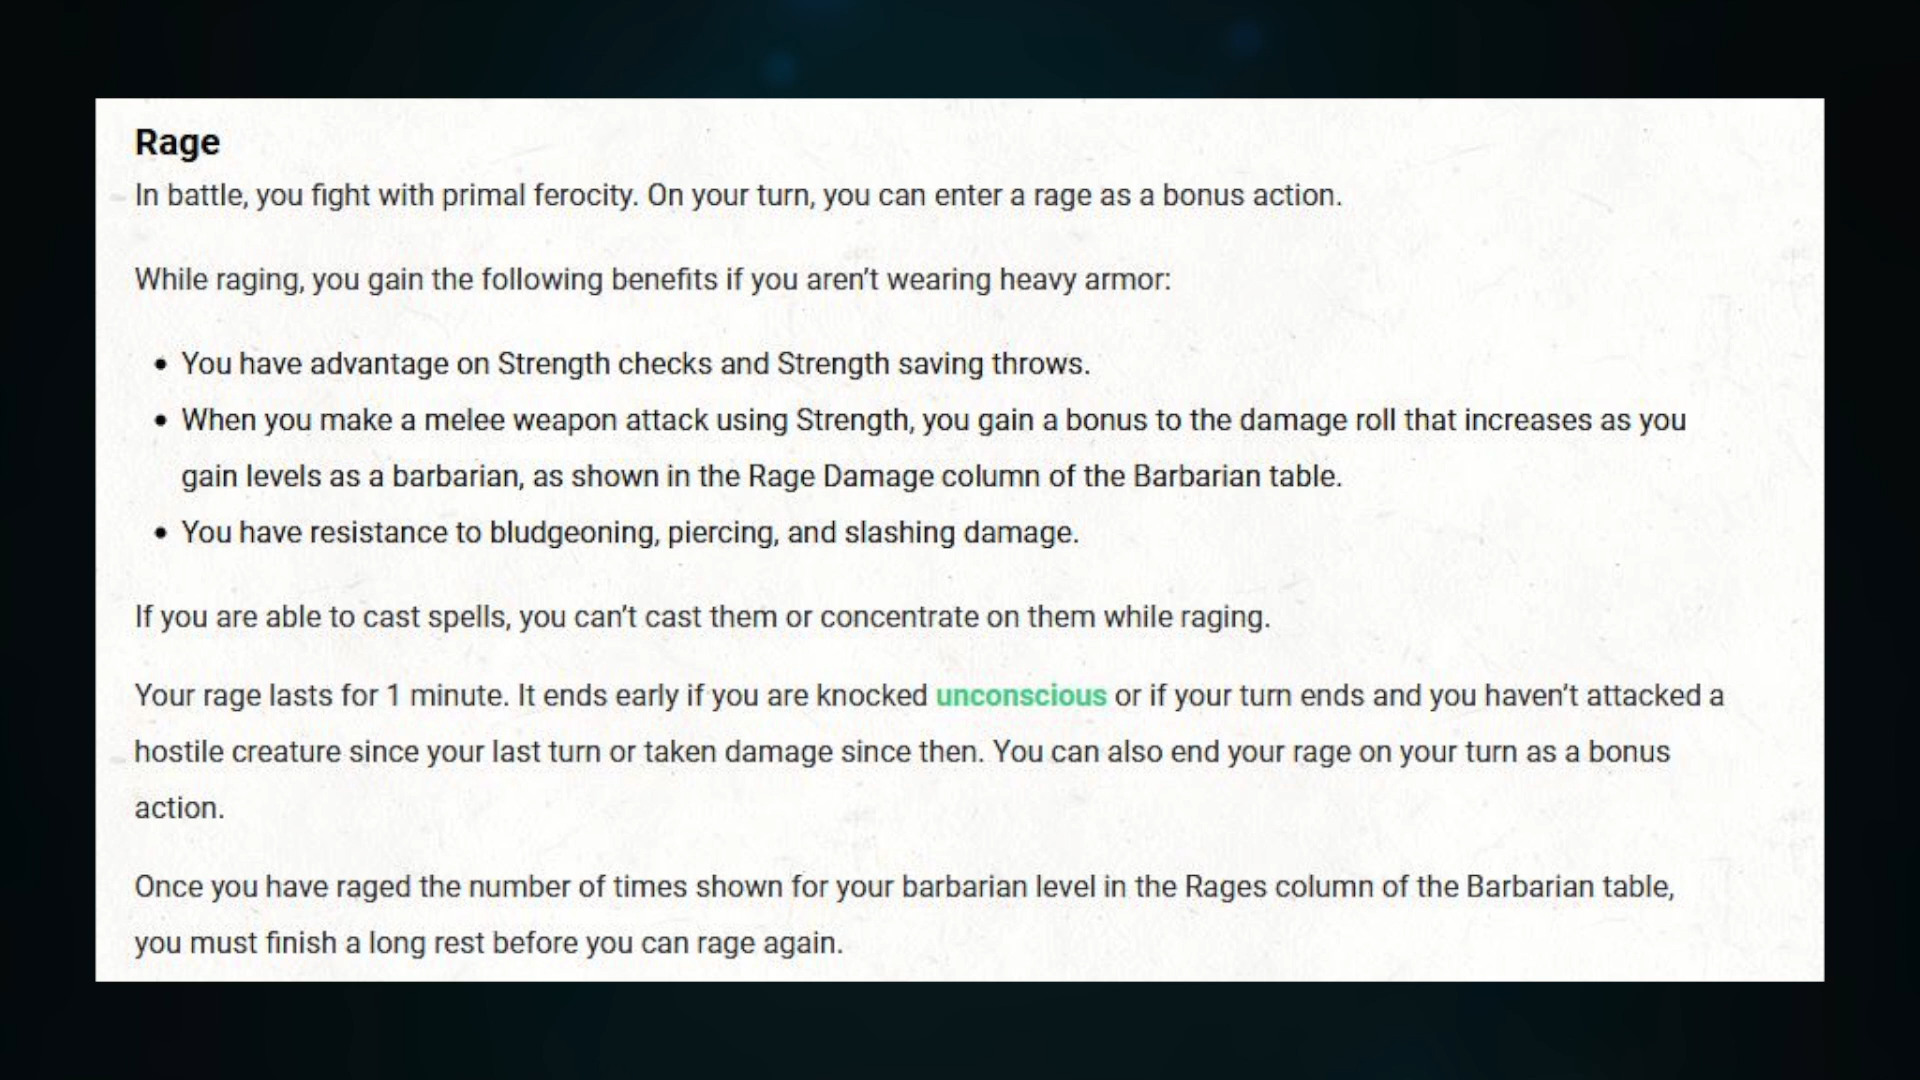 Rage
In battle, you fight with primal ferocity. On your turn, you can enter a rage as a bonus action.
While raging, you gain the following benefits if you aren't wearing heavy armor:
• You have advantage on Strength checks and Strength saving throws.
• When you make a melee weapon attack using Strength, you gain a bonus to the damage roll that increases as you
gain levels as a barbarian, as shown in the Rage Damage column of the Barbarian table.
• You have resistance to bludgeoning, piercing, and slashing damage.
If you are able to cast spells, you can't cast them or concentrate on them while raging.
Your rage lasts for 1 minute. It ends early if you are knocked unconscious or if your turn ends and you haven't attacked a
hostile creature since your last turn or taken damage since then. You can also end your rage on your turn as a bonus
action.
Once you have raged the number of times shown for your barbarian level in the Rages column of the Barbarian table,
you must finish a long rest before you can rage again.